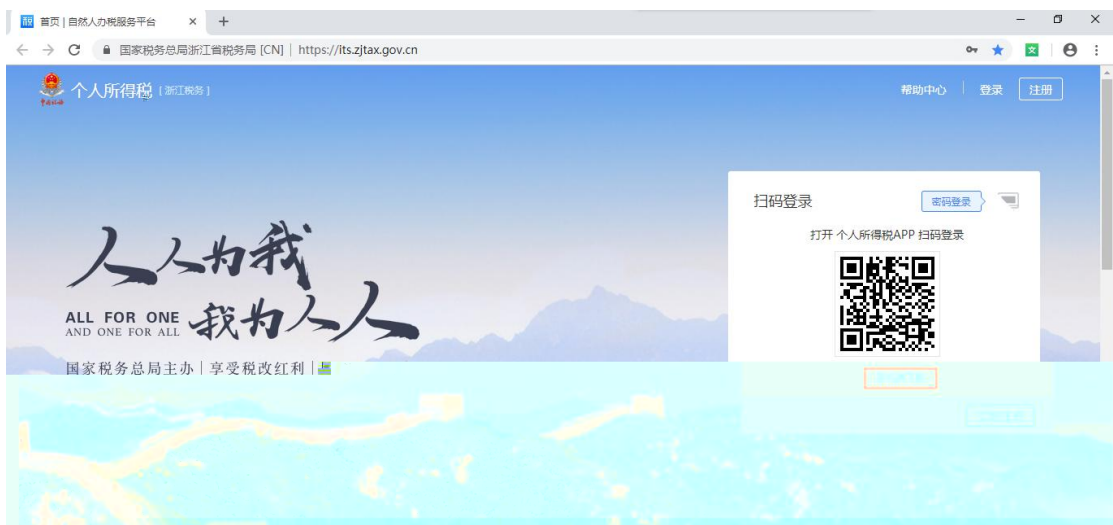 首页 | 自然人办税服务平台
国家税务总局浙江省税务局 [CN] | https://its.zjtax.gov.cn
个人所得税 [ 浙江税务 ]
帮助中心 登录 注册
扫码登录 密码登录
打开 个人所得税APP 扫码登录
人人为我
ALL FOR ONE
AND ONE FOR ALL
我为人人
国家税务总局主办 | 享受税改红利 |